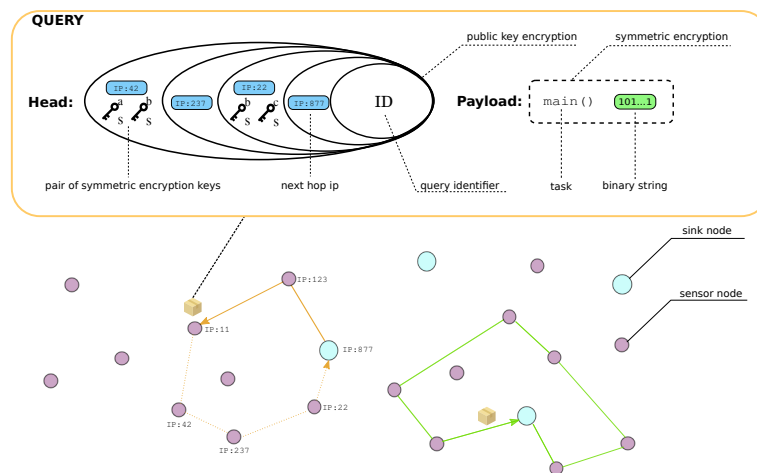 QUERY
public key encryption
symmetric encryption
Head:
IP:42
a b
s s
IP:237
IP:22
b c
s s
IP:877
ID
Payload:
main()
101...1
pair of symmetric encryption keys
next hop ip
query identifier
task
binary string
sink node
sensor node
IP:123
IP:11
IP:877
IP:22
IP:42
IP:237